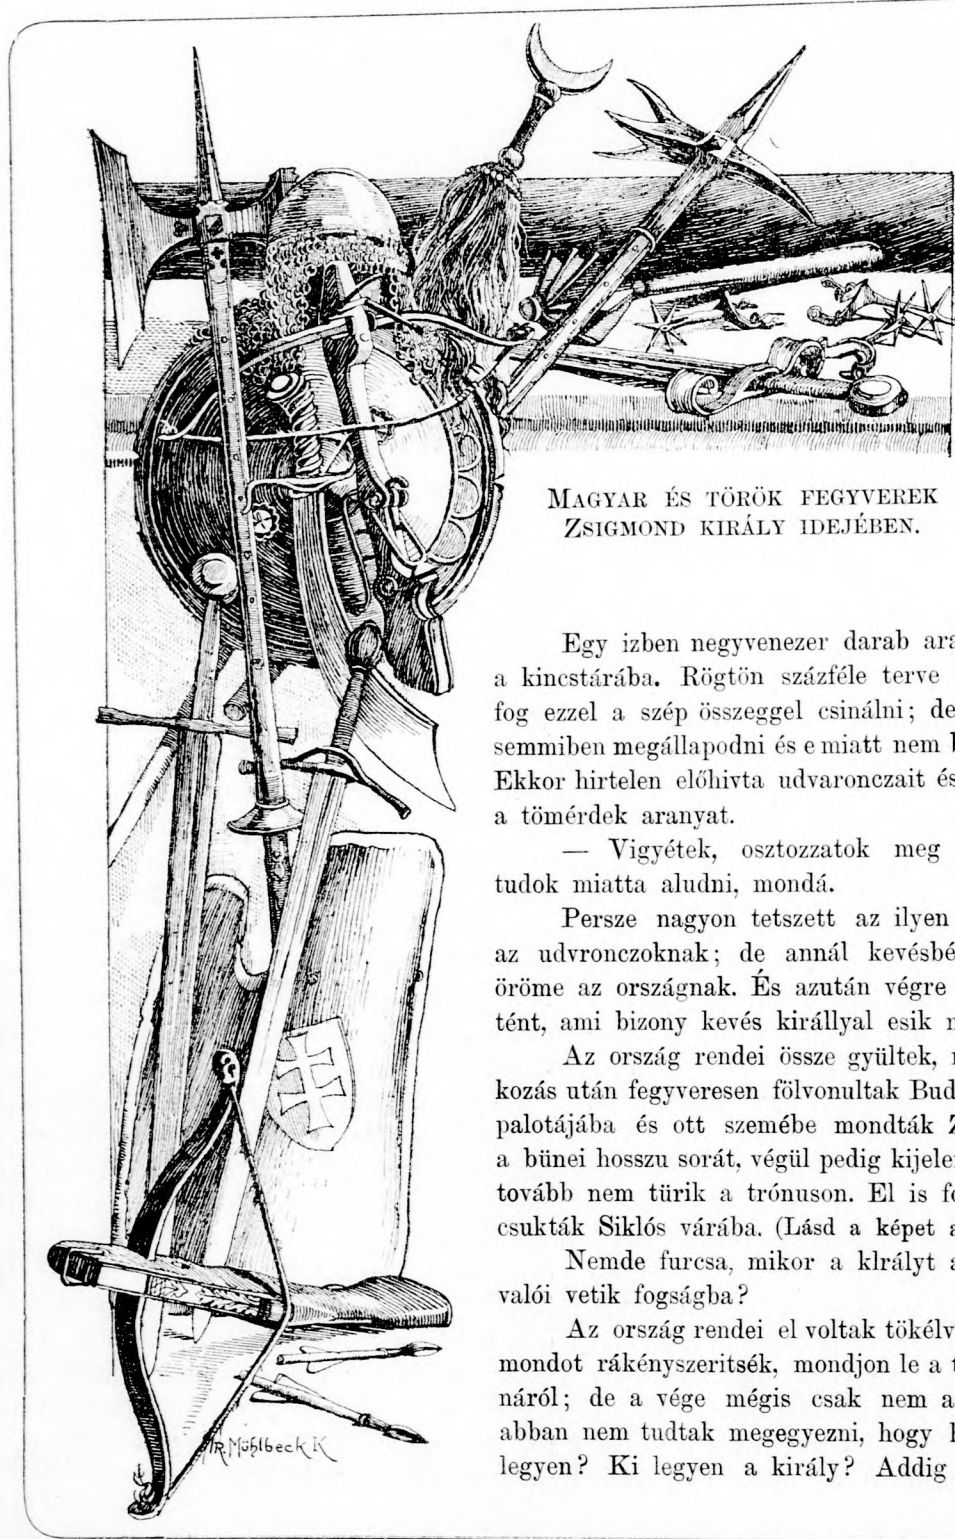 MAGYAR ÉS TÖRÖK FEGYVEREK
ZSIGMOND KIRÁLY IDEJÉBEN.
Egy izben negyvenezer darab ara
a kincstárába. Rögtön százféle terve
fog ezzel a szép összeggel csinálni; de
semmiben megállapodni és e miatt nem
Ekkor hirtelen előhivta udvaronczait és
a tömérdek aranyat.
— Vigyétek, osztozzatok meg
tudok miatta aludni, mondá.
Persze nagyon tetszett az ilyen
az udvronczoknak; de annál kevésbé
öröme az országnak. És azután végre
tént, ami bizony kevés királlyal esik
Az ország rendei össze gyültek,
kozás után fegyveresen fölvonultak Bud
palotájába és ott szemébe mondták Z
a bünei hosszu sorát, végül pedig kijele
tovább nem türik a trónuson. El is fo
csukták Siklós várába. (Lásd a képet a
Nemde furcsa, mikor a klrályt a
valói vetik fogságba?
Az ország rendei el voltak tökélv
mondot rákényszeritsék, mondjon le a t
náról; de a vége mégis csak nem a
abban nem tudtak megegyezni, hogy
legyen? Ki legyen a király? Addig
R. Mühlbeck K